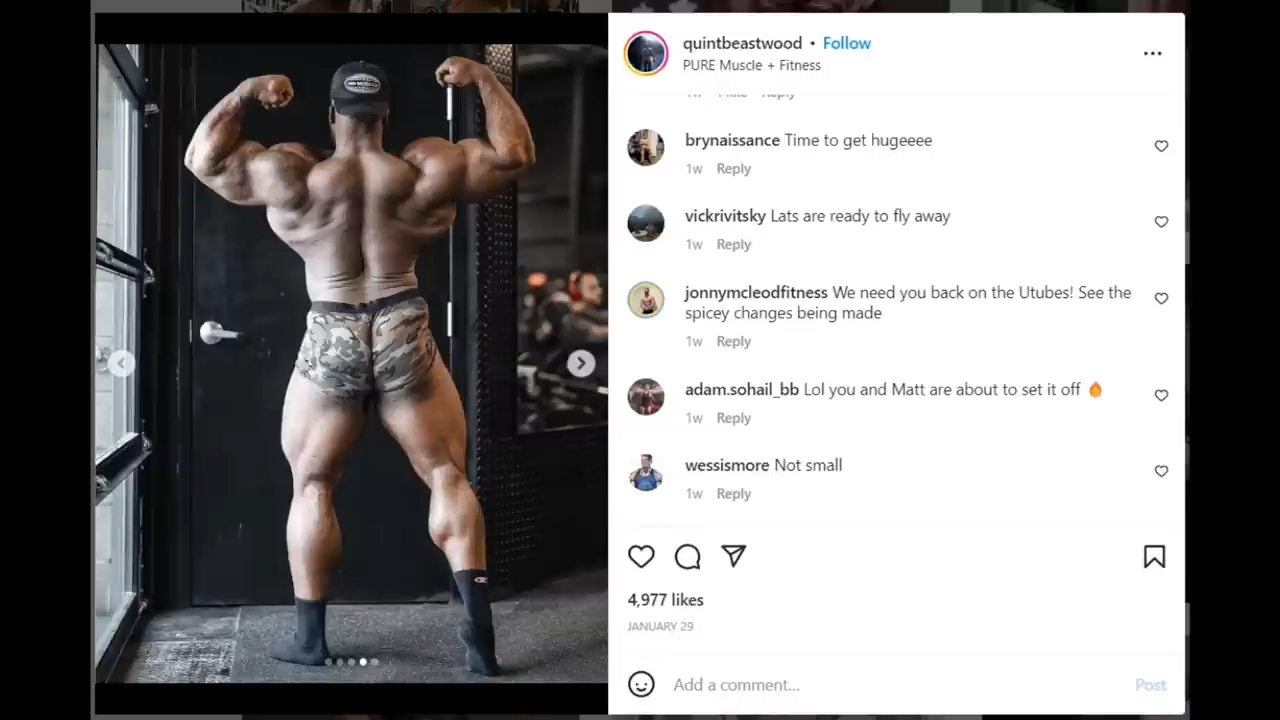 quintbeastwood • Follow
PURE Muscle + Fitness
brynaissance Time to get hugeeee
1w Reply
vickrivitsky Lats are ready to fly away
1w Reply
jonnymcleodfitness We need you back on the Utubes! See the
spicey changes being made
1w Reply
adam.sohail_bb Lol you and Matt are about to set it off 🔥
1w Reply
wessismore Not small
1w Reply
4,977 likes
JANUARY 29
Add a comment... Post